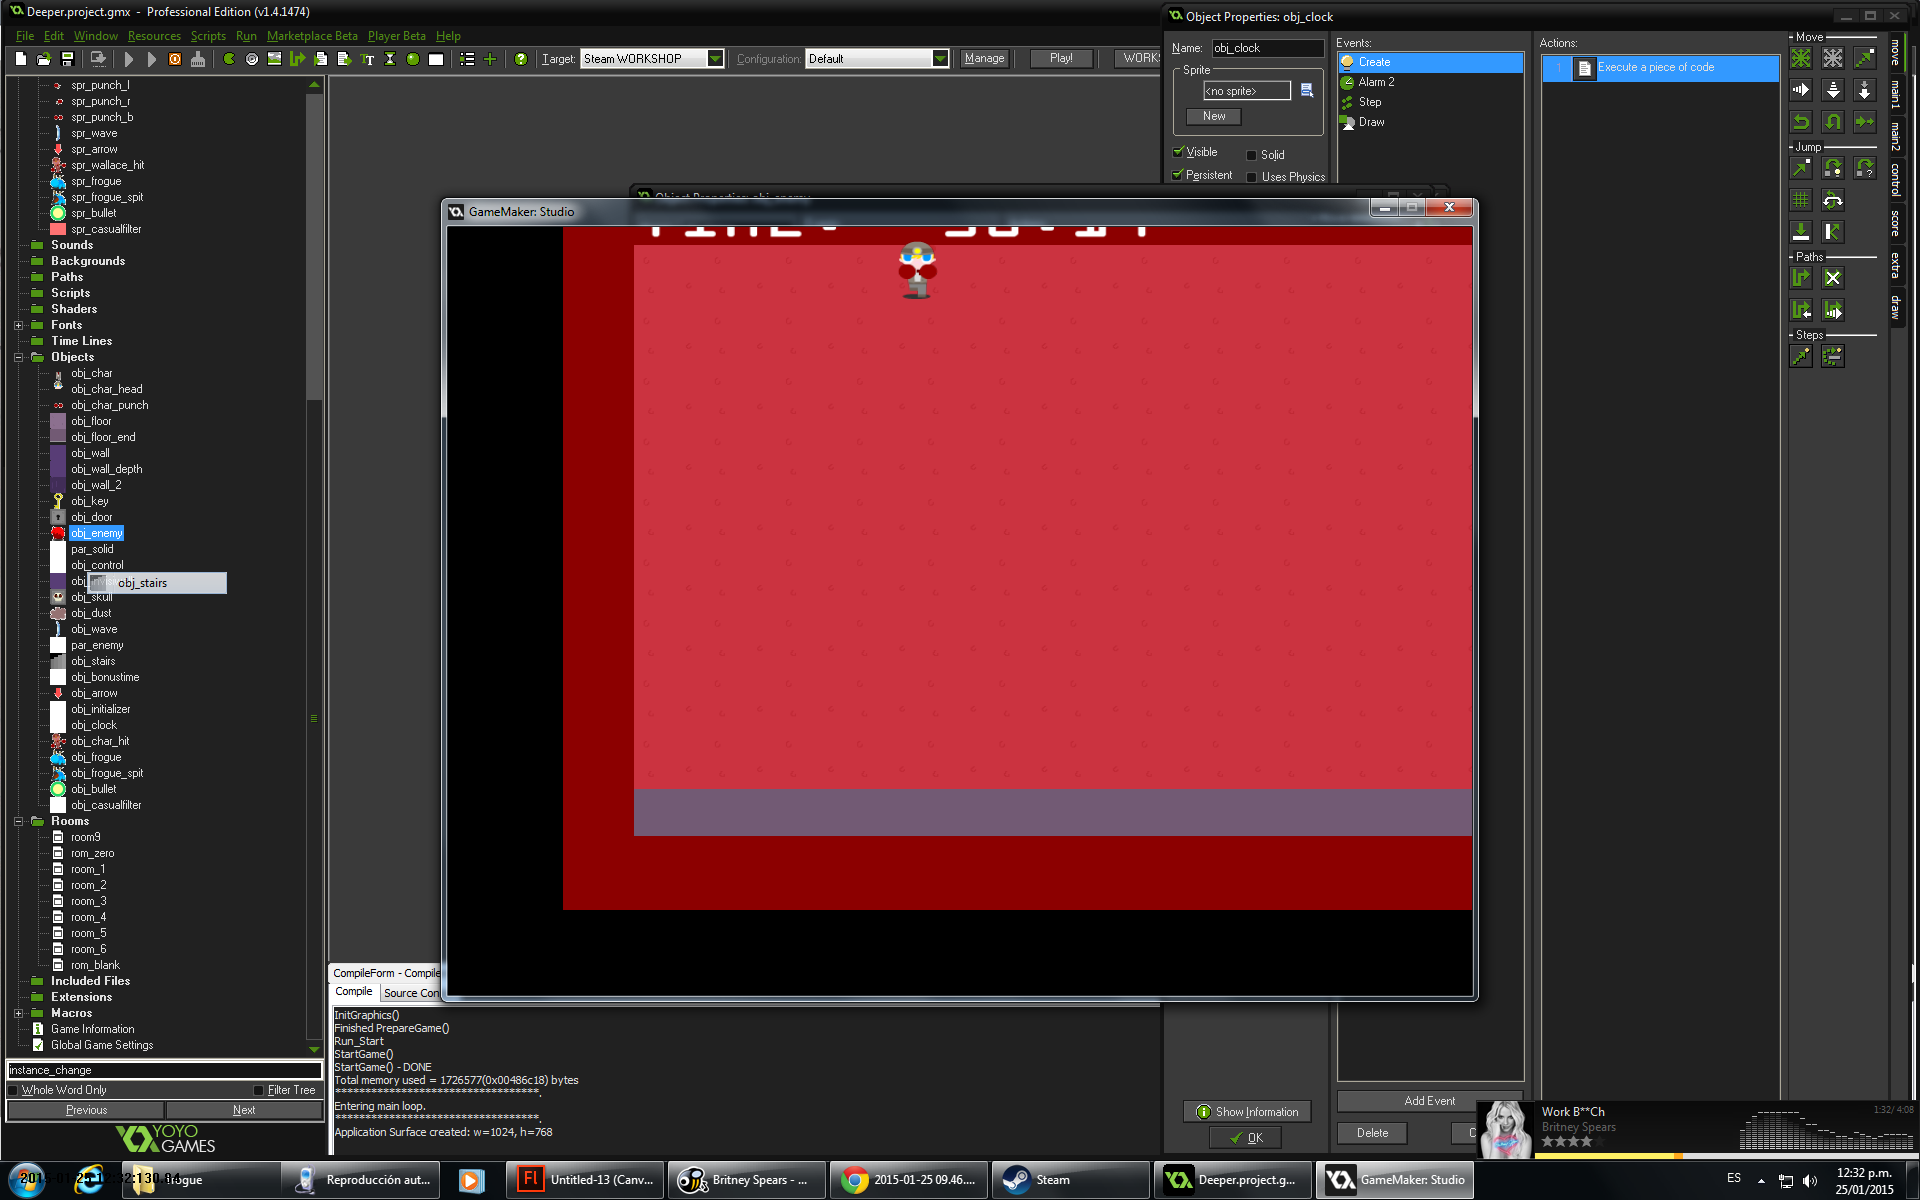 Deeper.project.gmx - Professional Edition (v1.4.1474)
File Edit Window Resources Scripts Run Marketplace Beta Player Beta Help
Target: Steam WORKSHOP Configuration: Default Manage Play!
spr_punch_l
spr_punch_r
spr_punch_b
spr_wave
spr_arrow
spr_wallace_hit
spr_frogue
spr_frogue_spit
spr_bullet
spr_casualfilter
Sounds
Backgrounds
Paths
Scripts
Shaders
Fonts
Time Lines
Objects
obj_char
obj_char_head
obj_char_punch
obj_floor
obj_floor_end
obj_wall
obj_wall_depth
obj_wall_2
obj_key
obj_door
obj_enemy
par_solid
obj_control
obj_stairs
obj_skull
obj_dust
obj_wave
par_enemy
obj_stairs
obj_bonustime
obj_arrow
obj_initializer
obj_clock
obj_char_hit
obj_frogue
obj_frogue_spit
obj_bullet
obj_casualfilter
Rooms
room9
rom_zero
room_1
room_2
room_3
room_4
room_5
room_6
rom_blank
Included Files
Extensions
Macros
Game Information
Global Game Settings
instance_change
Whole Word Only Filter Tree
Previous Next
YOYO
GAMES
GameMaker: Studio
CompileForm - Compile
Compile Source Con
InitGraphics()
Finished PrepareGame()
Run_Start
StartGame()
StartGame() - DONE
Total memory used = 1726577(0x00486c18) bytes
***********************************.
Entering main loop.
***********************************.
Application Surface created: w=1024, h=768
Object Properties: obj_clock
Name: obj_clock
Sprite
<no sprite>
New
Visible Solid
Persistent Uses Physics
Show Information
OK
Events:
Create
Alarm 2
Step
Draw
Add Event
Delete
Actions:
1 Execute a piece of code
Move
Jump
Paths
Steps
move
main1
main2
control
score
extra
draw
Work B**Ch
Britney Spears
1:32/ 4:08
2015-01-25 12:32:130.84
Reproducción aut...
Untitled-13 (Canv...
Britney Spears - ...
2015-01-25 09.46....
Steam
Deeper.project.g...
GameMaker: Studio
ES
12:32 p.m.
25/01/2015